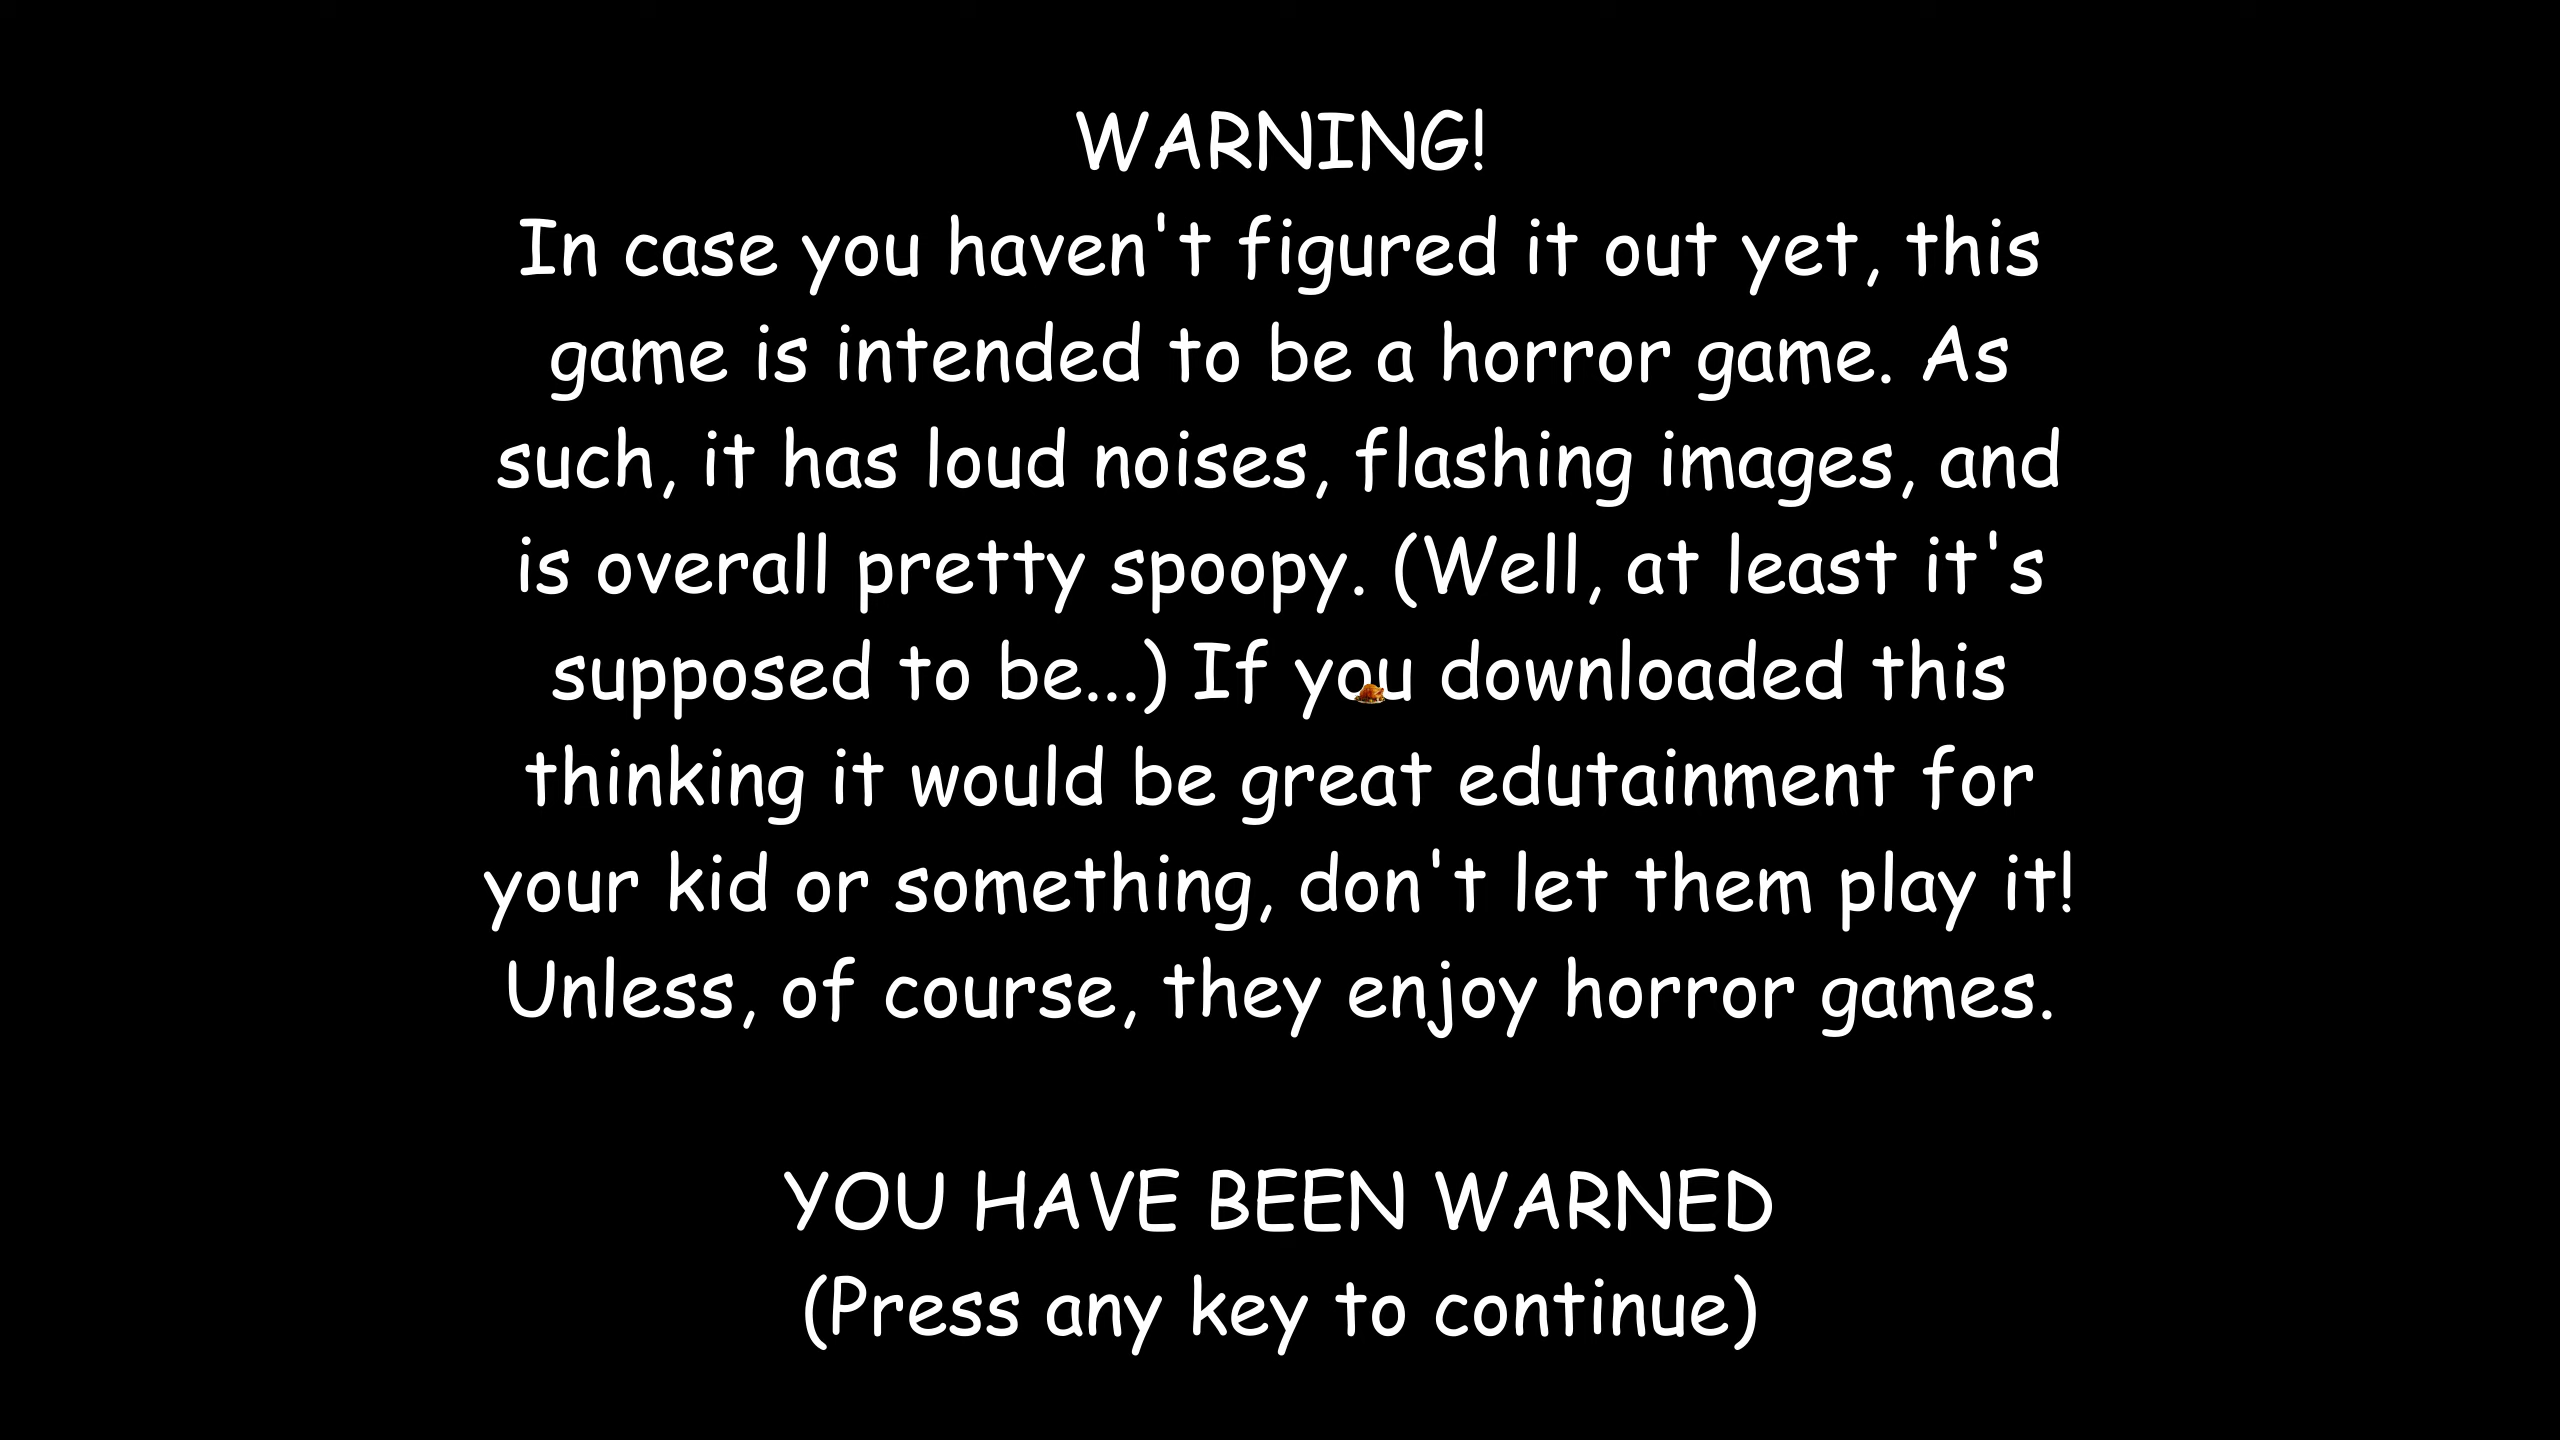 WARNING!
In case you haven't figured it out yet, this
game is intended to be a horror game. As
such, it has loud noises, flashing images, and
is overall pretty spoopy. (Well, at least it's
supposed to be...) If you downloaded this
thinking it would be great edutainment for
your kid or something, don't let them play it!
Unless, of course, they enjoy horror games.
YOU HAVE BEEN WARNED
(Press any key to continue)